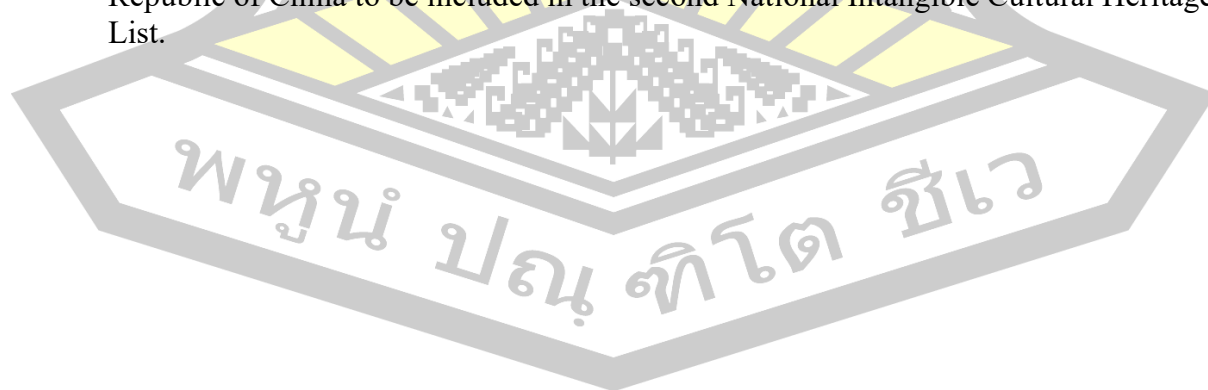 Republic of China to be included in the second National Intangible Cultural Heritage
List.
พหูนํ ปณฺฑิโต ชีเว